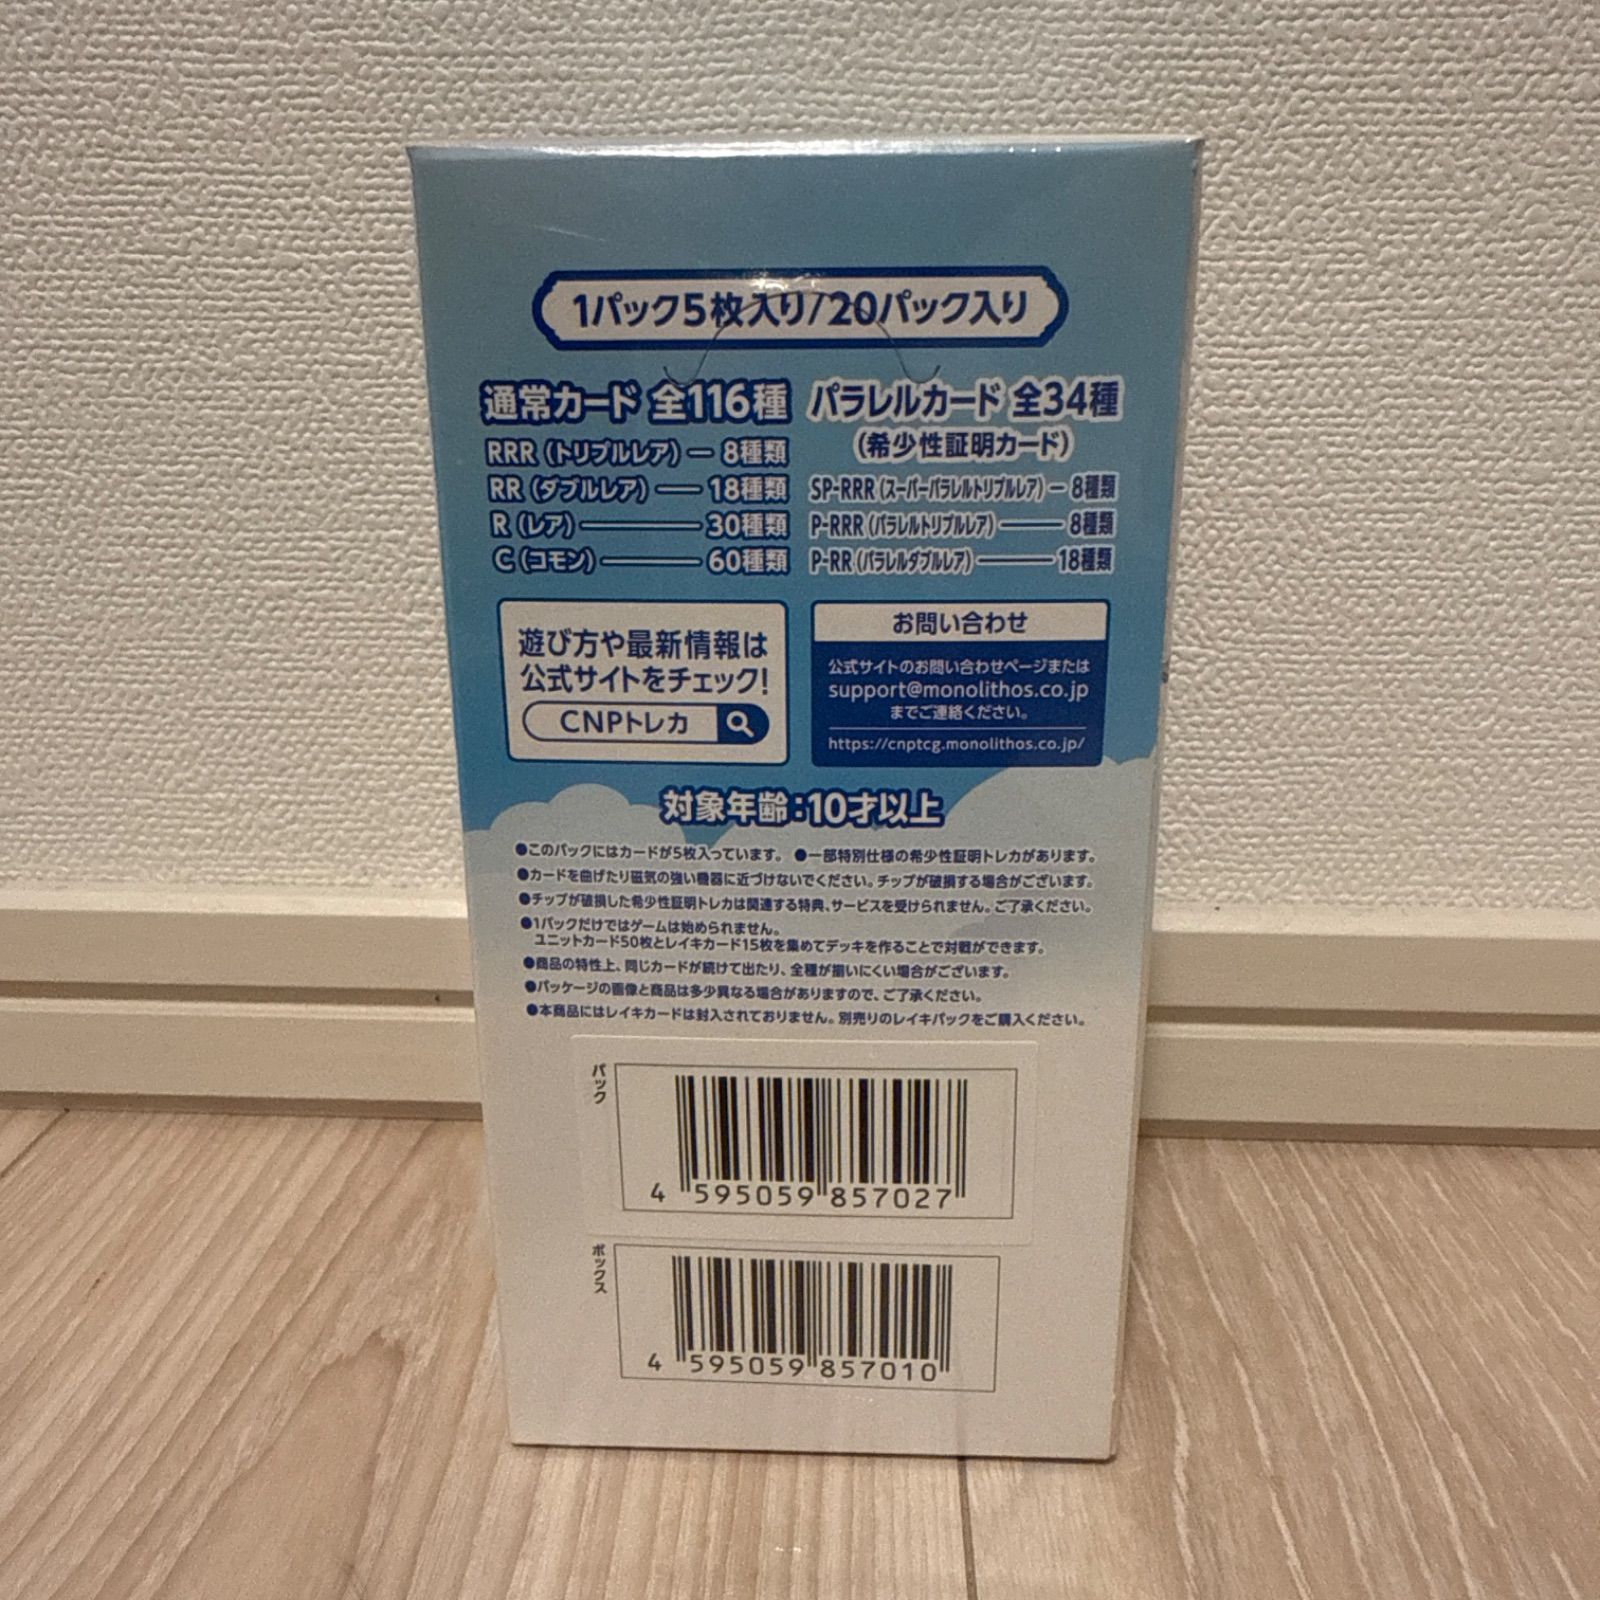 1パック5枚入り/20パック入り
通常カード 全116種
RRR(トリプルレア) ― 8種類
RR(ダブルレア) ― 18種類
R(レア) ― 30種類
C(コモン) ― 60種類
パラレルカード 全34種
(希少性証明カード)
SP-RRR(スーパーパラレルトリプルレア) ― 8種類
P-RRR(パラレルトリプルレア) ― 8種類
P-RR(パラレルダブルレア) ― 18種類
遊び方や最新情報は
公式サイトをチェック!
CNPトレカ
お問い合わせ
公式サイトのお問い合わせページまたは
support@monolithos.co.jp
までご連絡ください。
https://cnptcg.monolithos.co.jp/
対象年齢:10才以上
●このパックにはカードが5枚入っています。 ●一部特別仕様の希少性証明トレカがあります。
●カードを曲げたり磁気の強い機器に近づけないでください。チップが破損する場合がございます。
●チップが破損した希少性証明トレカは関連する特典、サービスを受けられません。ご了承ください。
●1パックだけではゲームは始められません。
ユニットカード50枚とレイキカード15枚を集めてデッキを作ることで対戦ができます。
●商品の特性上、同じカードが続けて出たり、全種が揃いにくい場合がございます。
●パッケージの画像と商品は多少異なる場合がありますので、ご了承ください。
●本商品にはレイキカードは封入されておりません。別売りのレイキパックをご購入ください。
パック
4 595059 857027
ボックス
4 595059 857010